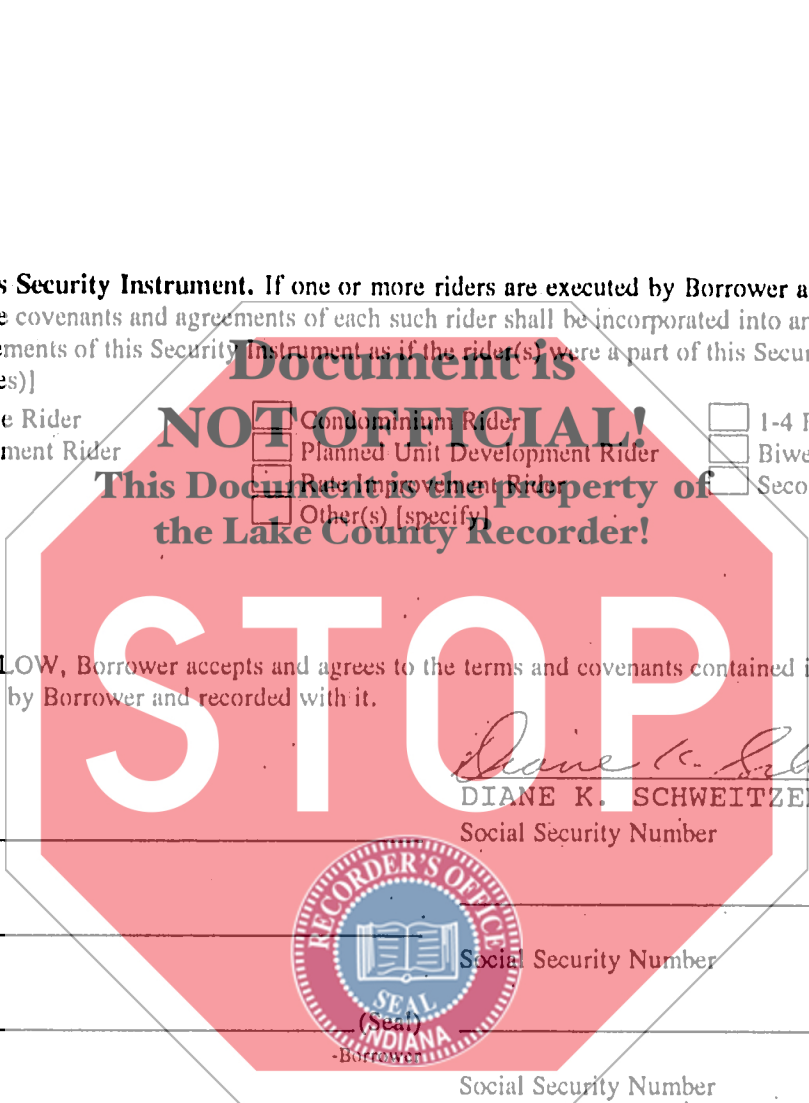 s Security Instrument. If one or more riders are executed by Borrower a
e covenants and agreements of each such rider shall be incorporated into an
ements of this Security Instrument as if the rider(s) were a part of this Secur
es)]
e Rider Condominium Rider 1-4 F
ment Rider Planned Unit Development Rider Biwe
Rate Improvement Rider Seco
Other(s) [specify]
Document is
NOT OFFICIAL!
This Document is the property of
the Lake County Recorder!
STOP
LOW, Borrower accepts and agrees to the terms and covenants contained i
by Borrower and recorded with it.
Diane K. Sch
DIANE K. SCHWEITZER
Social Security Number
Social Security Number
(Seal)
-Borrower
Social Security Number
RECORDER'S OFFICE
SEAL
INDIANA